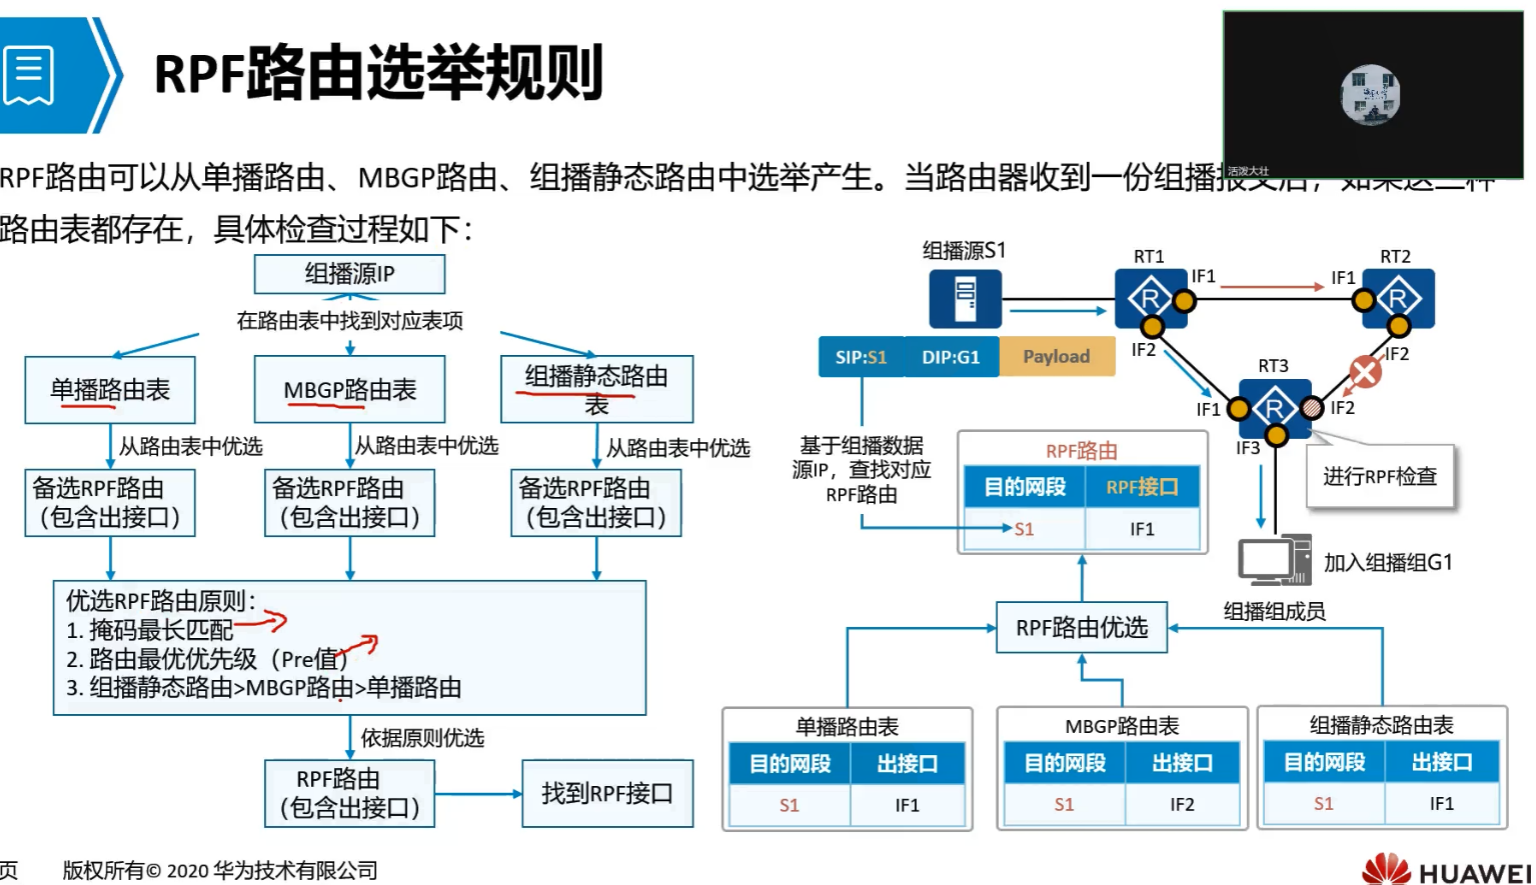 RPF路由选举规则
活泼大壮
RPF路由可以从单播路由、MBGP路由、组播静态路由中选举产生。当路由器收到一份组播报文后，如果这三种
路由表都存在，具体检查过程如下：
组播源IP
在路由表中找到对应表项
单播路由表
MBGP路由表
组播静态路由
表
从路由表中优选
从路由表中优选
从路由表中优选
备选RPF路由
（包含出接口）
备选RPF路由
（包含出接口）
备选RPF路由
（包含出接口）
优选RPF路由原则：
1. 掩码最长匹配
2. 路由最优优先级（Pre值）
3. 组播静态路由>MBGP路由>单播路由
依据原则优选
RPF路由
（包含出接口）
找到RPF接口
组播源S1
RT1
IF1
IF1
RT2
R
R
SIP:S1 DIP:G1 Payload
IF2
IF2
RT3
R
IF1
IF2
IF3
进行RPF检查
基于组播数据
源IP，查找对应
RPF路由
RPF路由
目的网段 RPF接口
S1 IF1
加入组播组G1
组播组成员
RPF路由优选
单播路由表
目的网段 出接口
S1 IF1
MBGP路由表
目的网段 出接口
S1 IF2
组播静态路由表
目的网段 出接口
S1 IF1
页 版权所有© 2020 华为技术有限公司
HUAWEI